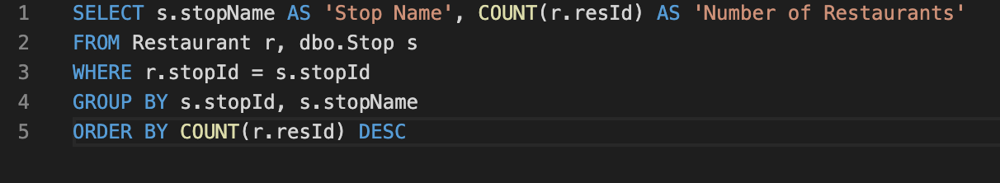 1 SELECT s.stopName AS 'Stop Name', COUNT(r.resId) AS 'Number of Restaurants'
2 FROM Restaurant r, dbo.Stop s
3 WHERE r.stopId = s.stopId
4 GROUP BY s.stopId, s.stopName
5 ORDER BY COUNT(r.resId) DESC